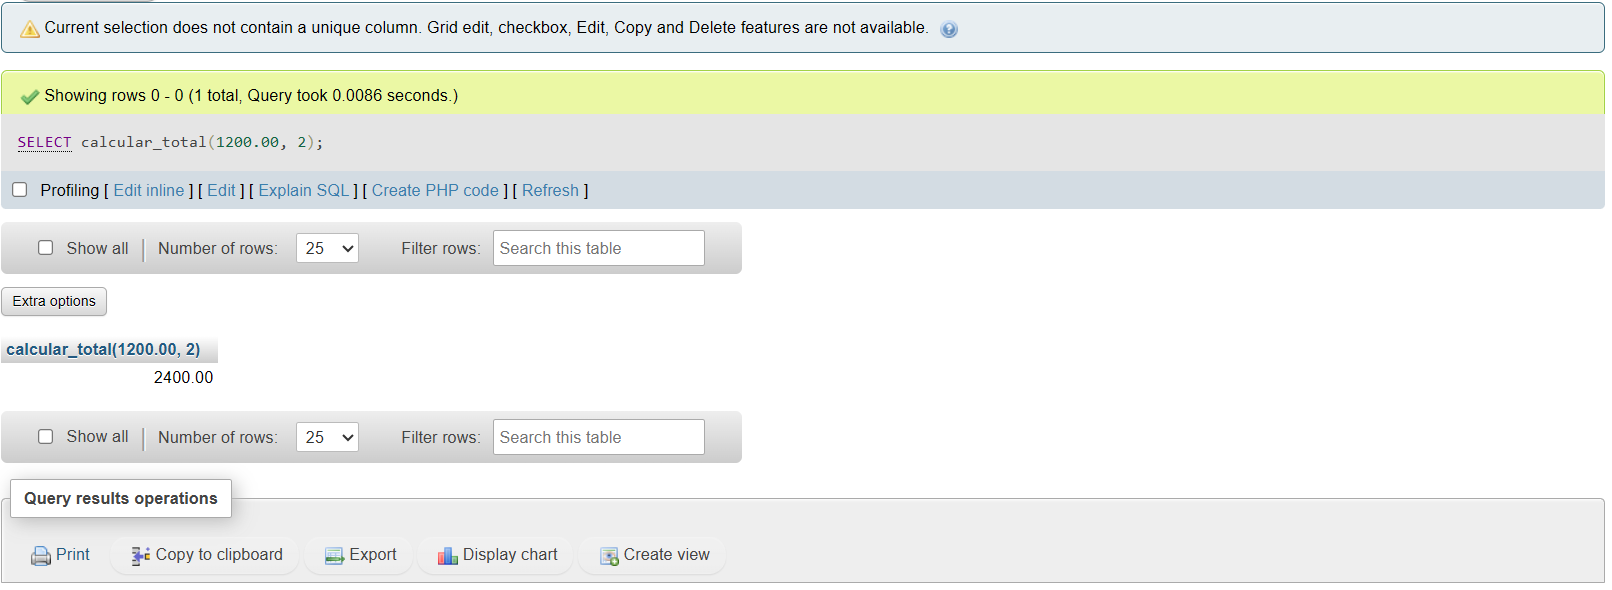 Current selection does not contain a unique column. Grid edit, checkbox, Edit, Copy and Delete features are not available.
Showing rows 0 - 0 (1 total, Query took 0.0086 seconds.)
SELECT calcular_total(1200.00, 2);
Profiling [ Edit inline ] [ Edit ] [ Explain SQL ] [ Create PHP code ] [ Refresh ]
Show all | Number of rows: 25 Filter rows: Search this table
Extra options
calcular_total(1200.00, 2)
2400.00
Show all | Number of rows: 25 Filter rows: Search this table
Query results operations
Print Copy to clipboard Export Display chart Create view